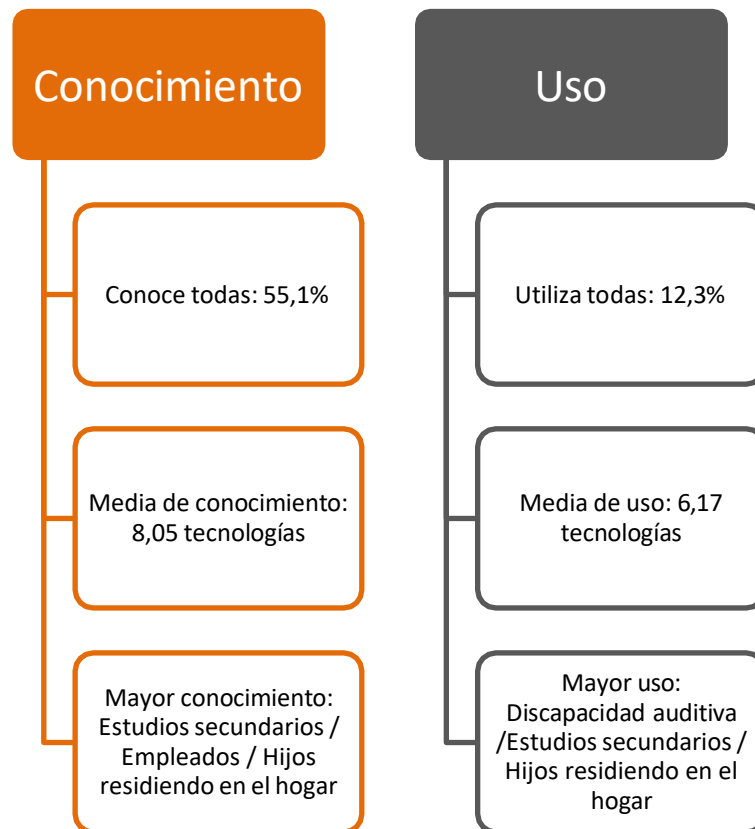 Conocimiento
Conoce todas: 55,1%
Media de conocimiento:
8,05 tecnologías
Mayor conocimiento:
Estudios secundarios /
Empleados / Hijos
residiendo en el hogar
Uso
Utiliza todas: 12,3%
Media de uso: 6,17
tecnologías
Mayor uso:
Discapacidad auditiva
/Estudios secundarios /
Hijos residiendo en el
hogar